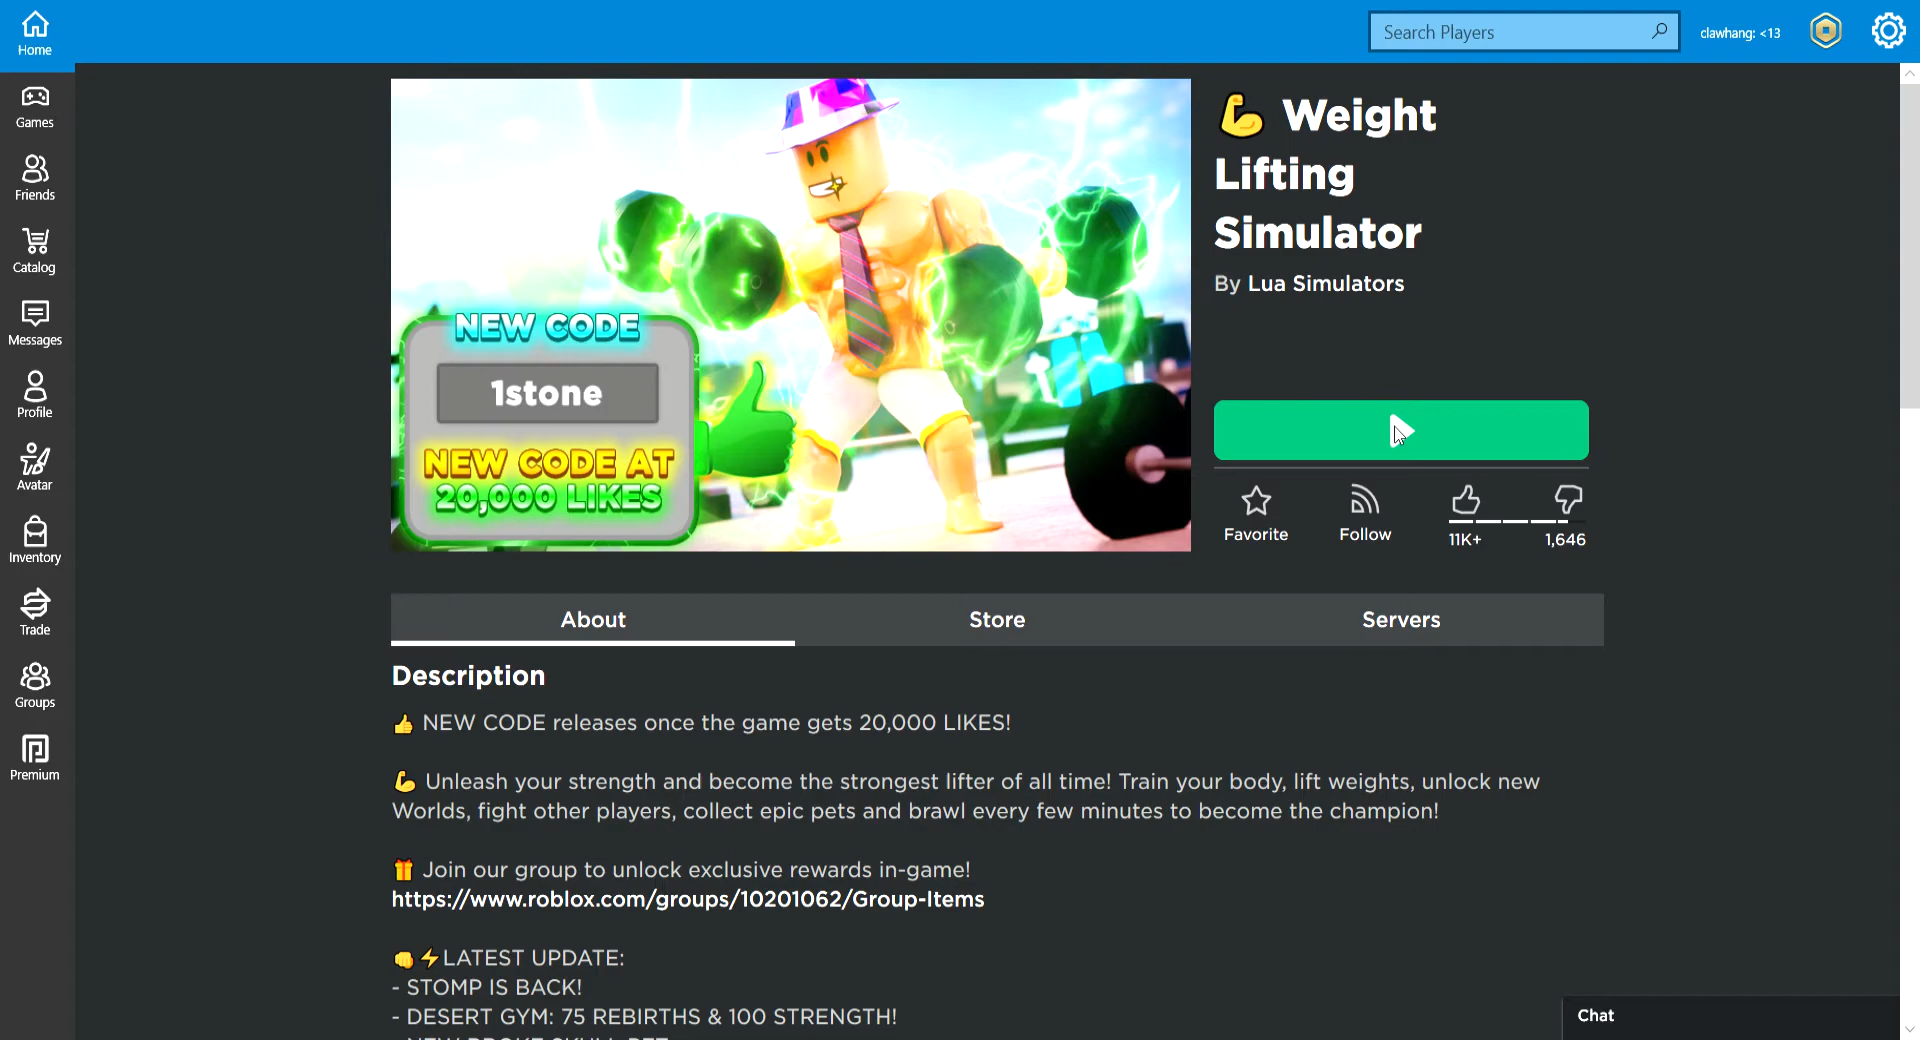 Home
Search Players
clawhang: <13
Games
Friends
Catalog
Messages
Profile
Avatar
Inventory
Trade
Groups
Premium
NEW CODE
1stone
NEW CODE AT
20,000 LIKES
💪 Weight
Lifting
Simulator
By Lua Simulators
Favorite
Follow
11K+
1,646
About
Store
Servers
Description
👍 NEW CODE releases once the game gets 20,000 LIKES!
💪 Unleash your strength and become the strongest lifter of all time! Train your body, lift weights, unlock new
Worlds, fight other players, collect epic pets and brawl every few minutes to become the champion!
🎁 Join our group to unlock exclusive rewards in-game!
https://www.roblox.com/groups/10201062/Group-Items
👊⚡LATEST UPDATE:
- STOMP IS BACK!
- DESERT GYM: 75 REBIRTHS & 100 STRENGTH!
Chat